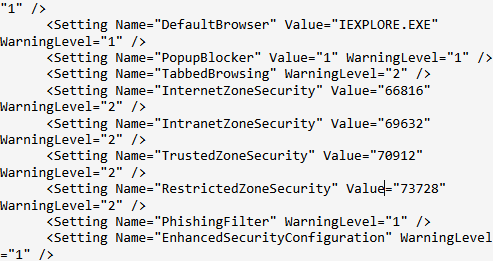 "1" />
<Setting Name="DefaultBrowser" Value="IEXPLORE.EXE"
WarningLevel="1" />
<Setting Name="PopupBlocker" Value="1" WarningLevel="1" />
<Setting Name="TabbedBrowsing" WarningLevel="2" />
<Setting Name="InternetZoneSecurity" Value="66816"
WarningLevel="2" />
<Setting Name="IntranetZoneSecurity" Value="69632"
WarningLevel="2" />
<Setting Name="TrustedZoneSecurity" Value="70912"
WarningLevel="2" />
<Setting Name="RestrictedZoneSecurity" Value="73728"
WarningLevel="2" />
<Setting Name="PhishingFilter" WarningLevel="1" />
<Setting Name="EnhancedSecurityConfiguration" WarningLevel
="1" />